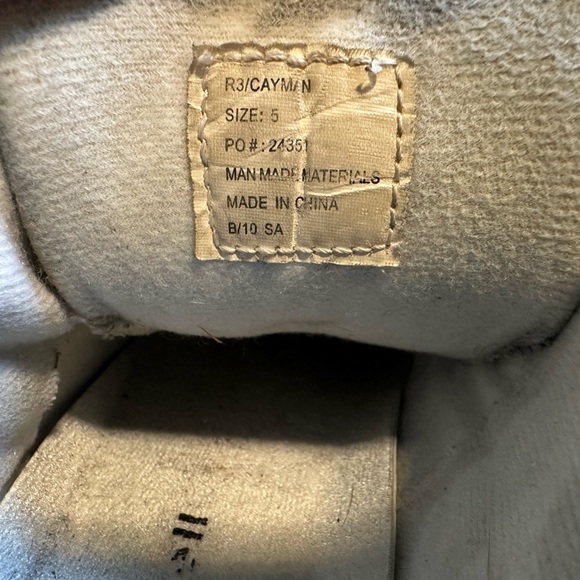 R3/CAYMAN
SIZE: 5
PO #: 24351
MAN MADE MATERIALS
MADE IN CHINA
B/10 SA